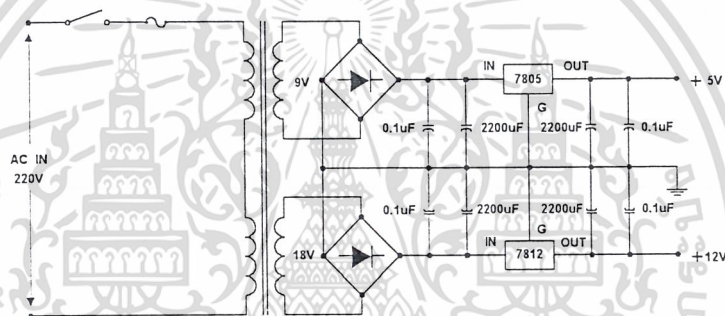 AC IN
220V
9V
18V
IN
7805
OUT
G
+ 5V
0.1uF
2200uF
2200uF
0.1uF
0.1uF
2200uF
2200uF
0.1uF
G
IN
7812
OUT
+12V